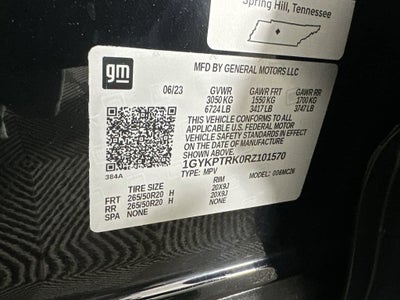 Spring Hill, Tennessee
gm
MFD BY GENERAL MOTORS LLC
06/23 GVWR GAWR FRT GAWR RR
3050 KG 1550 KG 1700 KG
6724 LB 3417 LB 3747 LB
THIS VEHICLE CONFORMS TO ALL
APPLICABLE U.S. FEDERAL MOTOR
VEHICLE SAFETY STANDARDS IN
EFFECT ON THE DATE OF
MANUFACTURE SHOWN ABOVE.
1GYKPTRK0RZ101570
TYPE: MPV MODEL: 006MC26
384A
TIRE SIZE RIM
FRT 265/50R20 H 20X9J
RR 265/50R20 H 20X9J
SPA NONE NONE